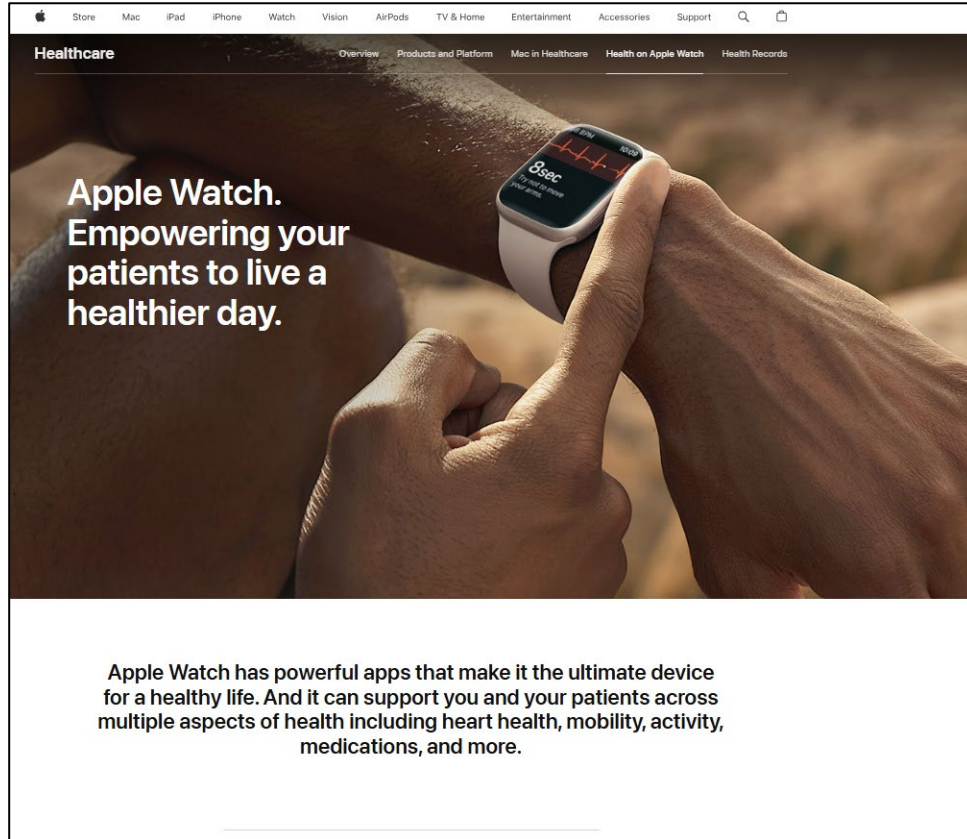 Store Mac iPad iPhone Watch Vision AirPods TV & Home Entertainment Accessories Support
Healthcare
Overview Products and Platform Mac in Healthcare Health on Apple Watch Health Records
BPM 10:09
8sec
Try not to move
your arms.
Apple Watch.
Empowering your
patients to live a
healthier day.
Apple Watch has powerful apps that make it the ultimate device
for a healthy life. And it can support you and your patients across
multiple aspects of health including heart health, mobility, activity,
medications, and more.